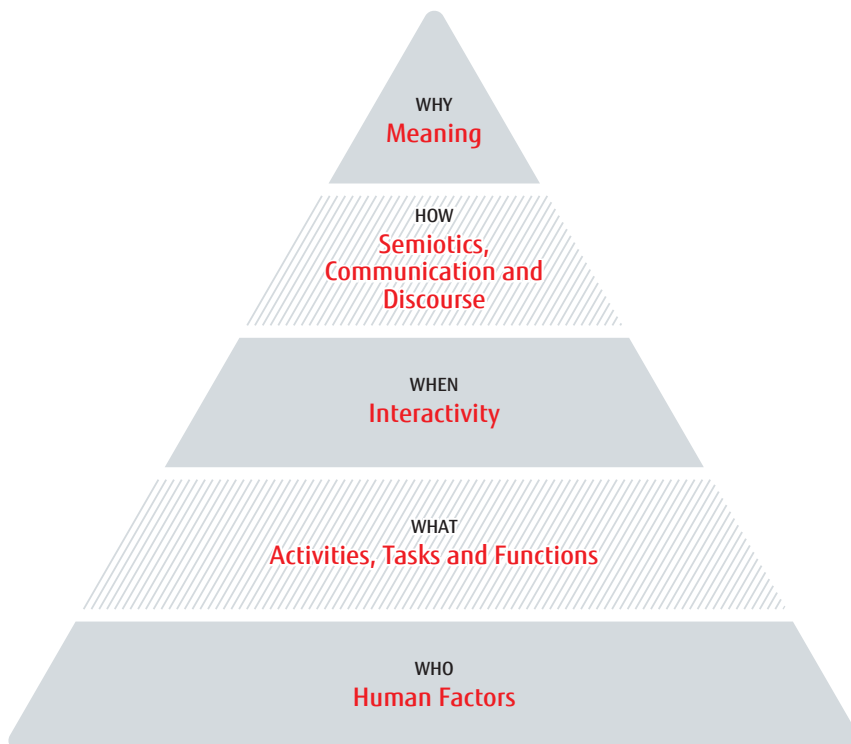 WHY
Meaning
HOW
Semiotics,
Communication and
Discourse
WHEN
Interactivity
WHAT
Activities, Tasks and Functions
WHO
Human Factors